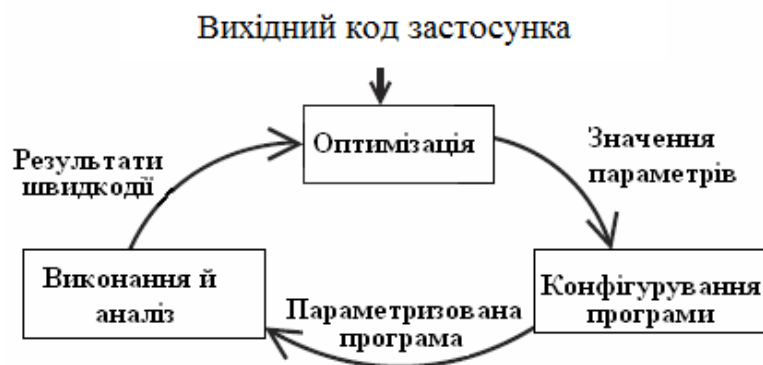 Вихідний код застосунка
Оптимізація
Значення
параметрів
Результати
швидкодії
Виконання й
аналіз
Параметризована
програма
Конфігурування
програми